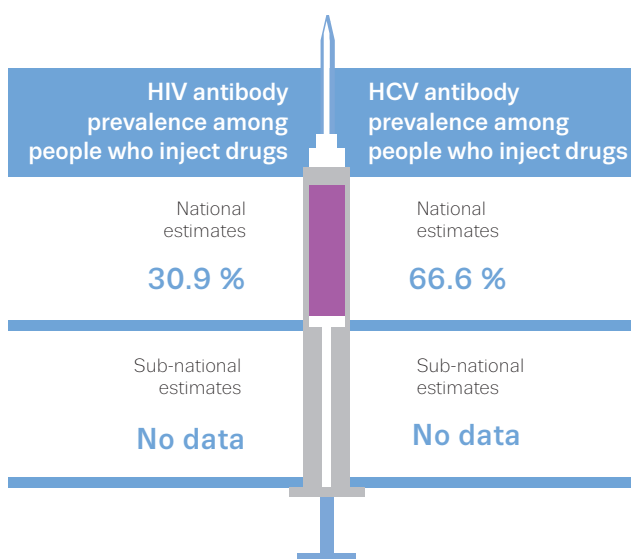 HIV antibody
prevalence among
people who inject drugs
HCV antibody
prevalence among
people who inject drugs
National
estimates
30.9 %
National
estimates
66.6 %
Sub-national
estimates
No data
Sub-national
estimates
No data